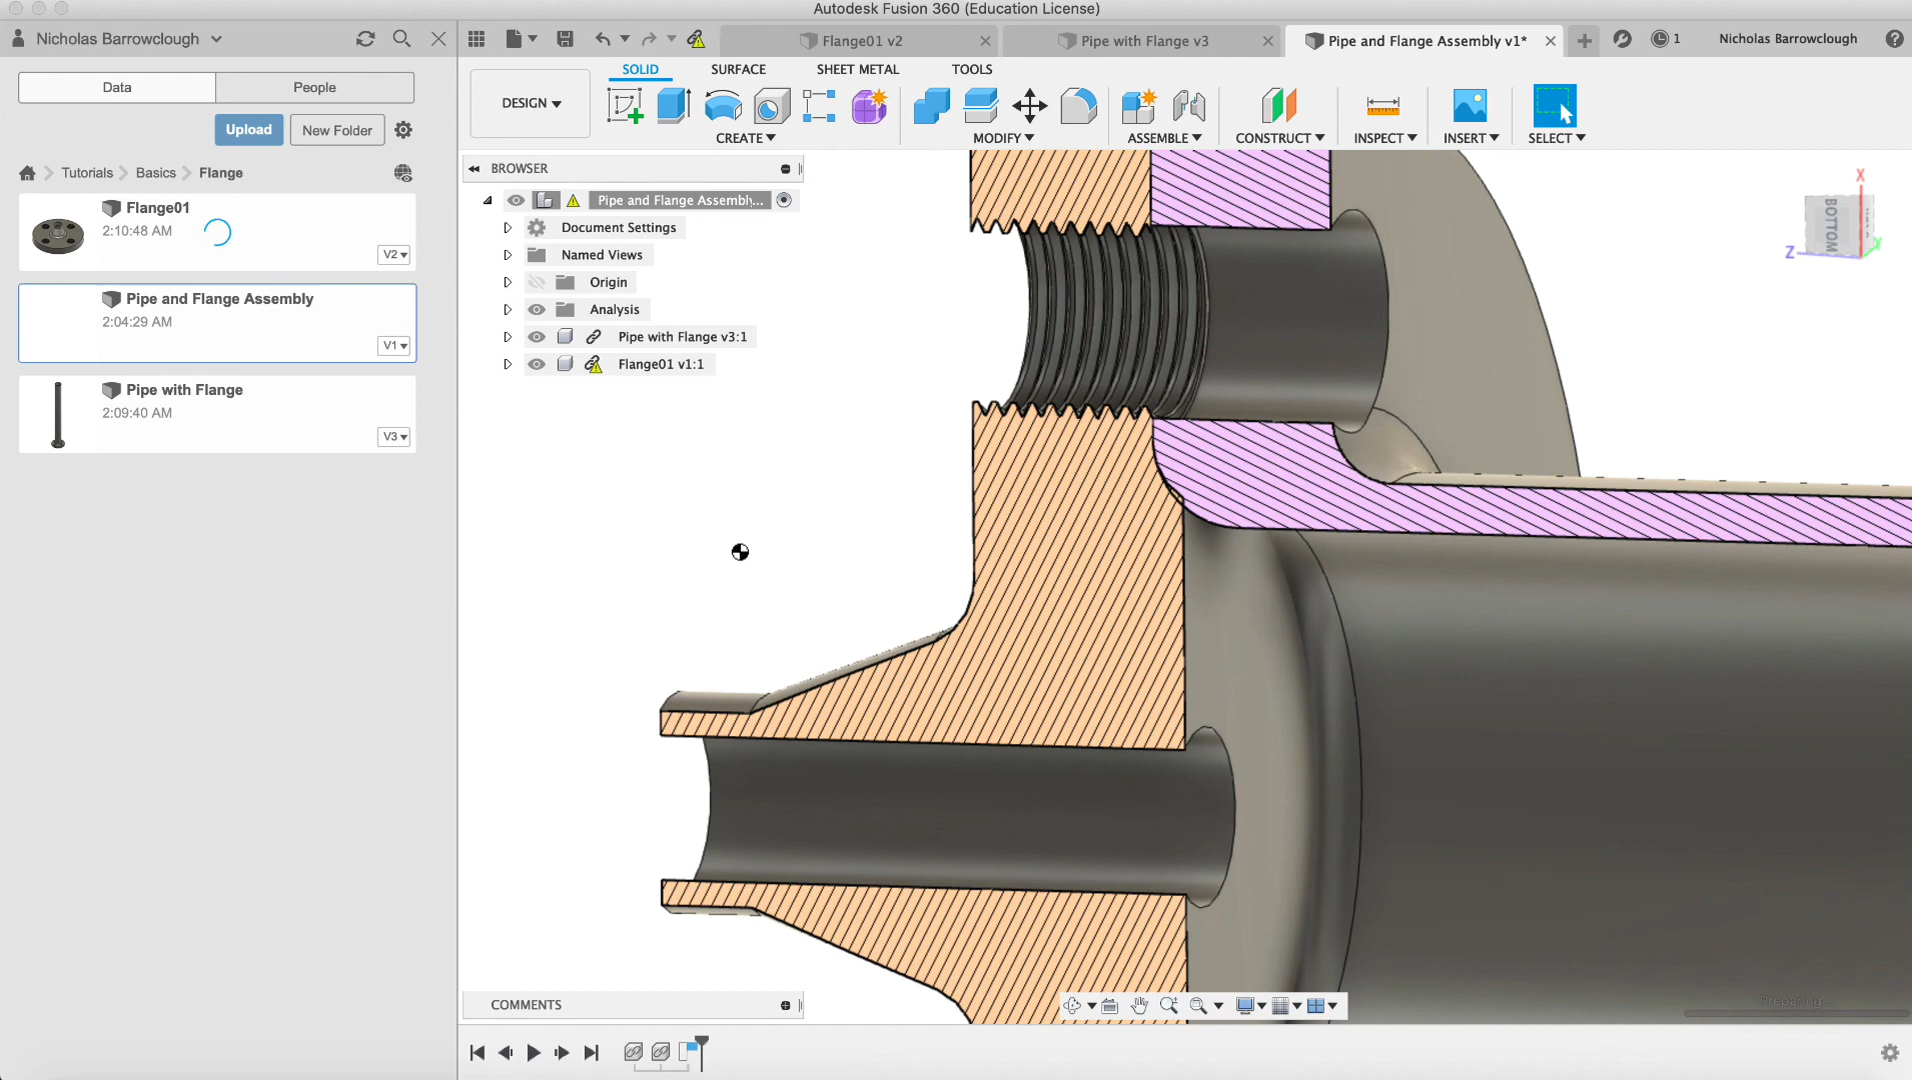 Autodesk Fusion 360 (Education License)
Nicholas Barrowclough
Flange01 v2
Pipe with Flange v3
Pipe and Flange Assembly v1*
1
Nicholas Barrowclough
Data
People
Upload
New Folder
Tutorials
Basics
Flange
Flange01
2:10:48 AM
V2
Pipe and Flange Assembly
2:04:29 AM
V1
Pipe with Flange
2:09:40 AM
V3
DESIGN
SOLID
SURFACE
SHEET METAL
TOOLS
CREATE
MODIFY
ASSEMBLE
CONSTRUCT
INSPECT
INSERT
SELECT
BROWSER
Pipe and Flange Assembly...
Document Settings
Named Views
Origin
Analysis
Pipe with Flange v3:1
Flange01 v1:1
X
BOTTOM
Z
Y
COMMENTS
Preparing...